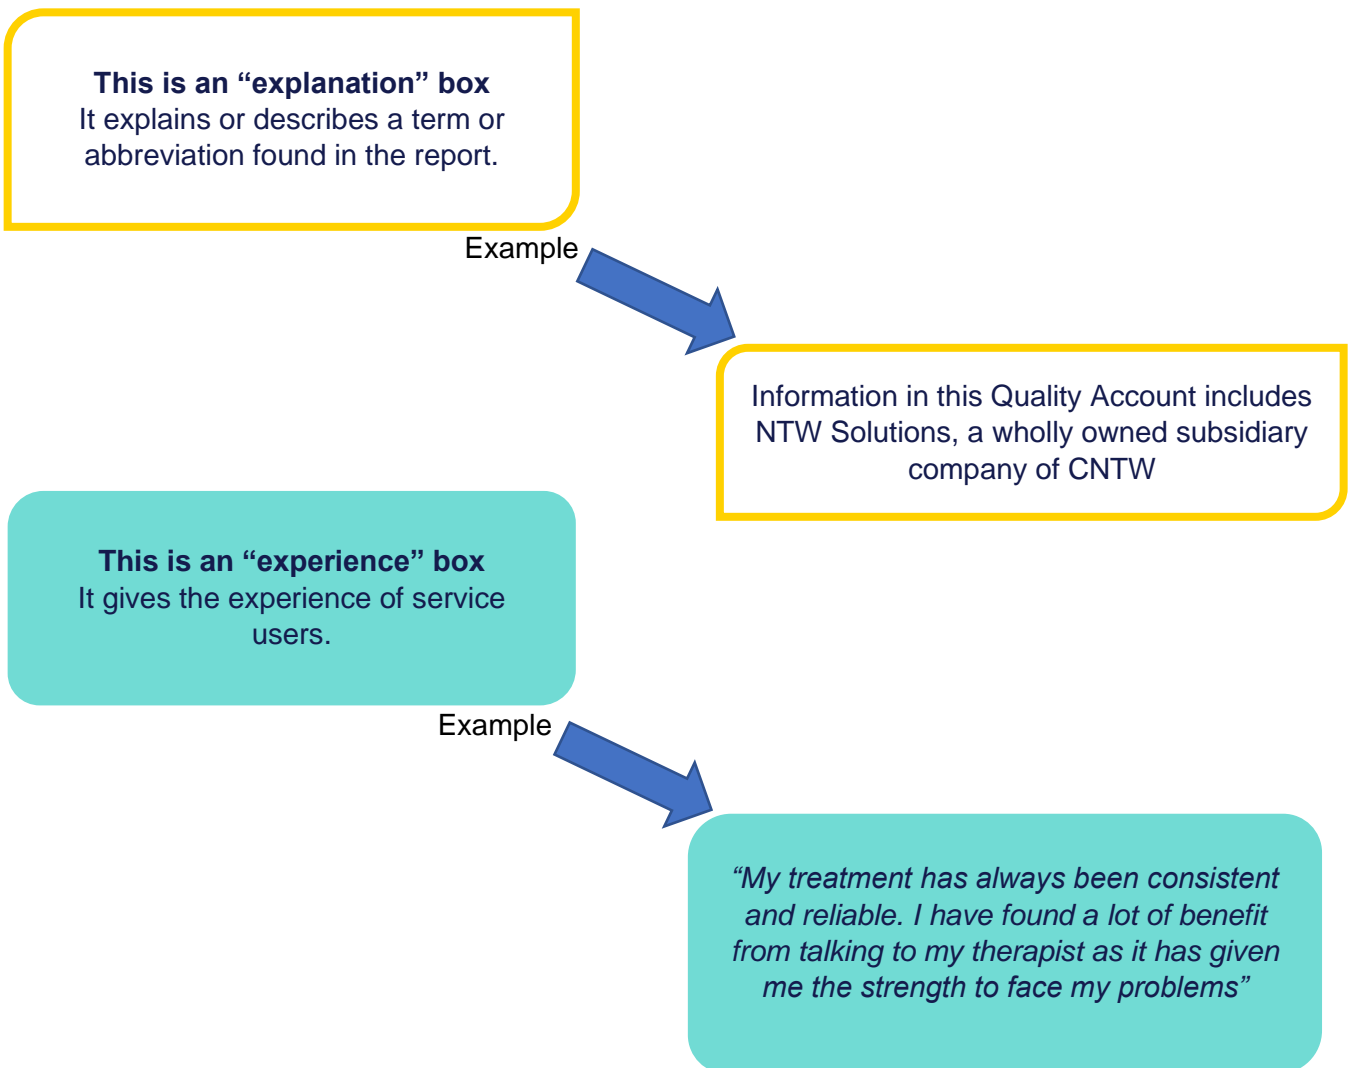 This is an “explanation” box
It explains or describes a term or
abbreviation found in the report.
Example
Information in this Quality Account includes
NTW Solutions, a wholly owned subsidiary
company of CNTW
This is an “experience” box
It gives the experience of service
users.
Example
“My treatment has always been consistent
and reliable. I have found a lot of benefit
from talking to my therapist as it has given
me the strength to face my problems”